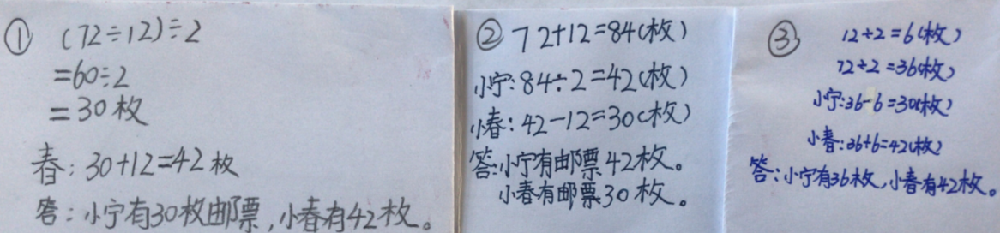 ① (72÷12)÷2
=60÷2
=30枚
春:30+12=42枚
答:小宁有30枚邮票,小春有42枚。
② 72+12=84(枚)
小宁:84÷2=42(枚)
小春:42-12=30(枚)
答:小宁有邮票42枚。
小春有邮票30枚。
③ 12÷2=6(枚)
72÷2=36(枚)
小宁:36-6=30(枚)
小春:36+6=42(枚)
答:小宁有36枚,小春有42枚。